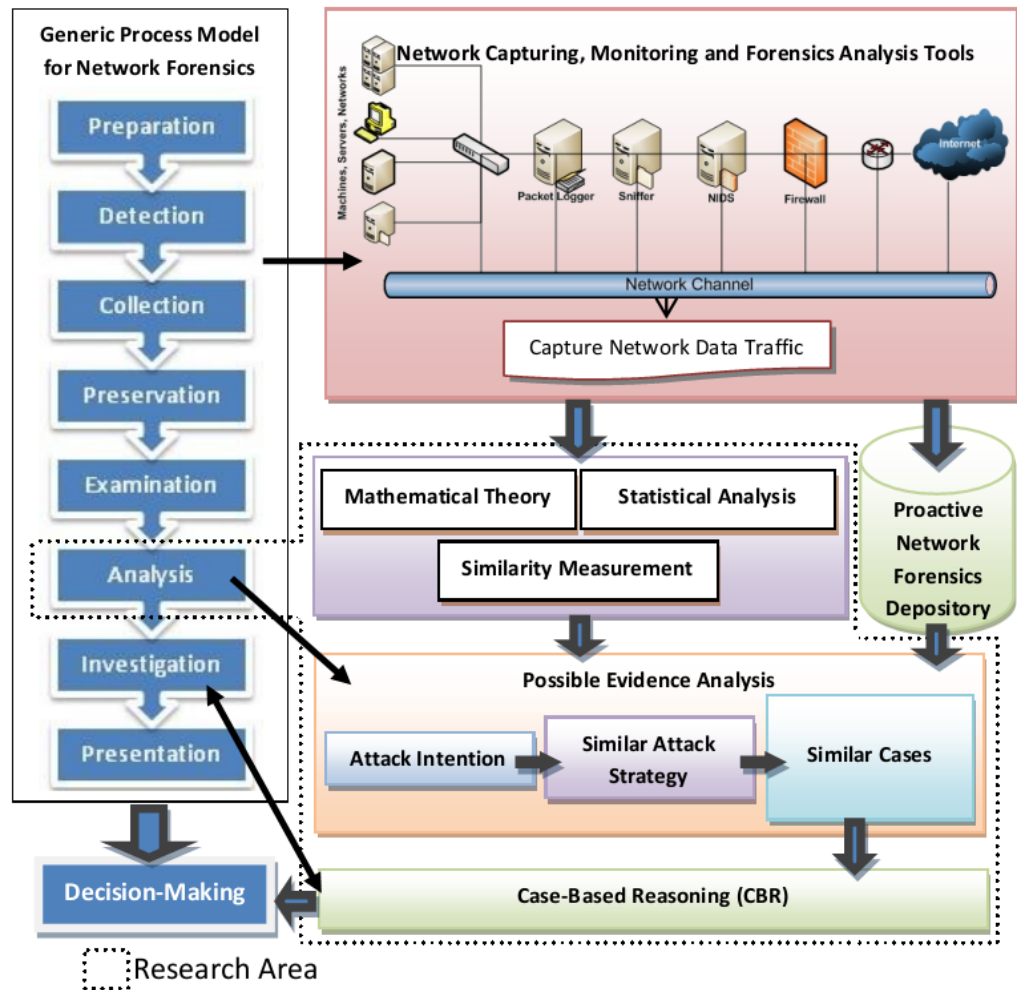 Generic Process Model
for Network Forensics
Preparation
Detection
Collection
Preservation
Examination
Analysis
Investigation
Presentation
Decision-Making
Research Area
Network Capturing, Monitoring and Forensics Analysis Tools
Machines, Servers, Networks
Packet Logger
Sniffer
NIDS
Firewall
Internet
Network Channel
Capture Network Data Traffic
Mathematical Theory
Statistical Analysis
Similarity Measurement
Proactive
Network
Forensics
Depository
Possible Evidence Analysis
Attack Intention
Similar Attack
Strategy
Similar Cases
Case-Based Reasoning (CBR)